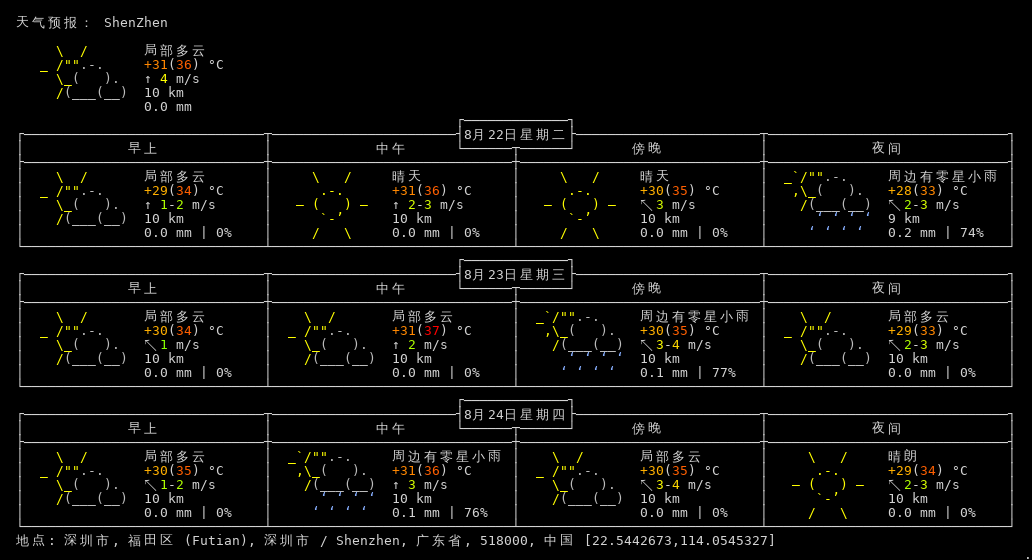 天气预报： ShenZhen
局部多云
+31(36) °C
↑ 4 m/s
10 km
0.0 mm
8月22日星期二
早上 中午 傍晚 夜间
局部多云 晴天 晴天 周边有零星小雨
+29(34) °C +31(36) °C +30(35) °C +28(33) °C
↑ 1-2 m/s ↑ 2-3 m/s ↖ 3 m/s ↖ 2-3 m/s
10 km 10 km 10 km 9 km
0.0 mm | 0% 0.0 mm | 0% 0.0 mm | 0% 0.2 mm | 74%
8月23日星期三
早上 中午 傍晚 夜间
局部多云 局部多云 周边有零星小雨 局部多云
+30(34) °C +31(37) °C +30(35) °C +29(33) °C
↖ 1 m/s ↑ 2 m/s ↖ 3-4 m/s ↖ 2-3 m/s
10 km 10 km 10 km 10 km
0.0 mm | 0% 0.0 mm | 0% 0.1 mm | 77% 0.0 mm | 0%
8月24日星期四
早上 中午 傍晚 夜间
局部多云 周边有零星小雨 局部多云 晴朗
+30(35) °C +31(36) °C +30(35) °C +29(34) °C
↖ 1-2 m/s ↑ 3 m/s ↖ 3-4 m/s ↖ 2-3 m/s
10 km 10 km 10 km 10 km
0.0 mm | 0% 0.1 mm | 76% 0.0 mm | 0% 0.0 mm | 0%
地点: 深圳市, 福田区 (Futian), 深圳市 / Shenzhen, 广东省, 518000, 中国 [22.5442673,114.0545327]